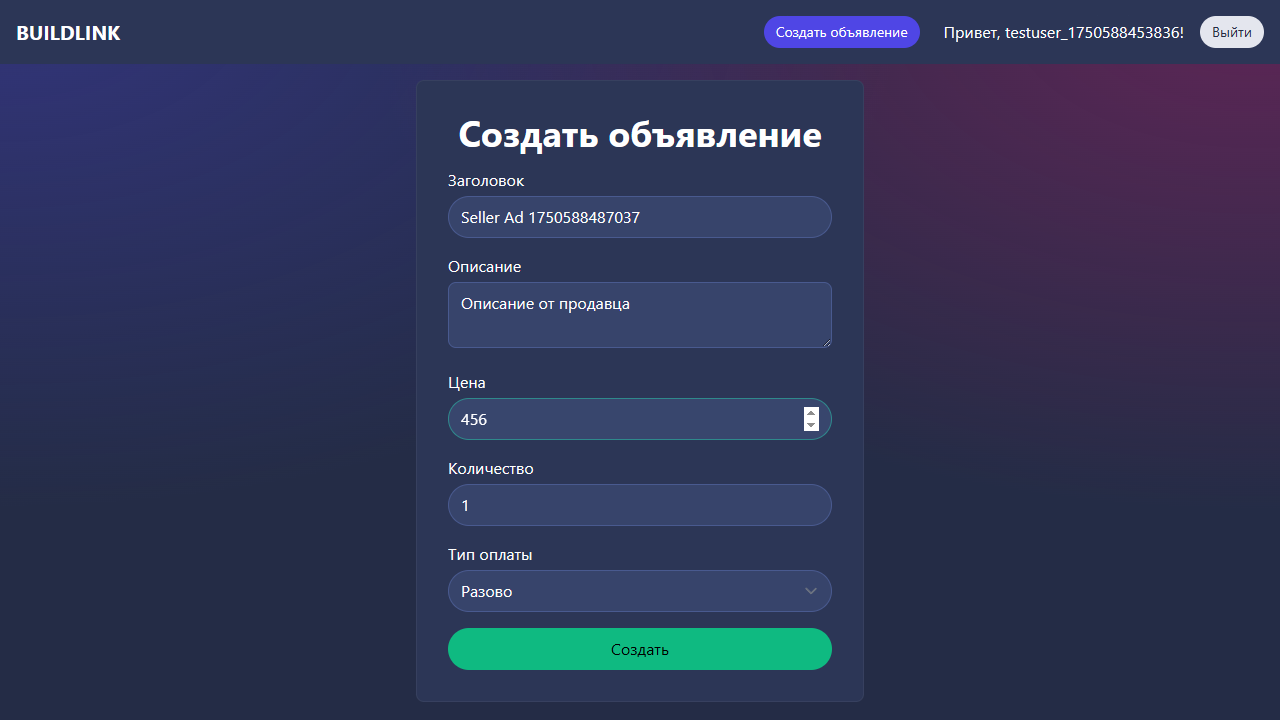 BUILDLINK
Создать объявление
Привет, testuser_1750588453836!
Выйти
Создать объявление
Заголовок
Seller Ad 1750588487037
Описание
Описание от продавца
Цена
456
Количество
1
Тип оплаты
Разово
Создать